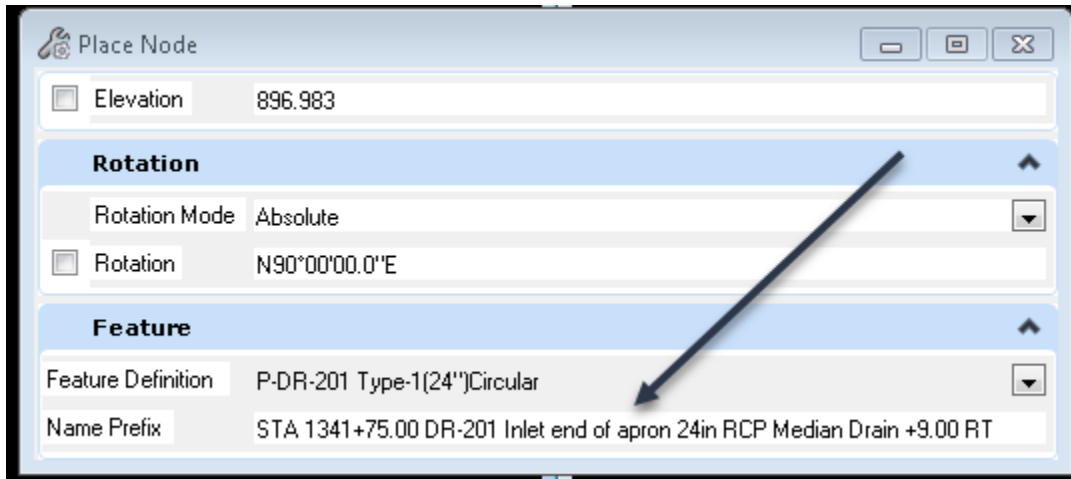 Place Node
Elevation 896.983
Rotation
Rotation Mode Absolute
Rotation N90°00'00.0"E
Feature
Feature Definition P-DR-201 Type-1(24")Circular
Name Prefix STA 1341+75.00 DR-201 Inlet end of apron 24in RCP Median Drain +9.00 RT